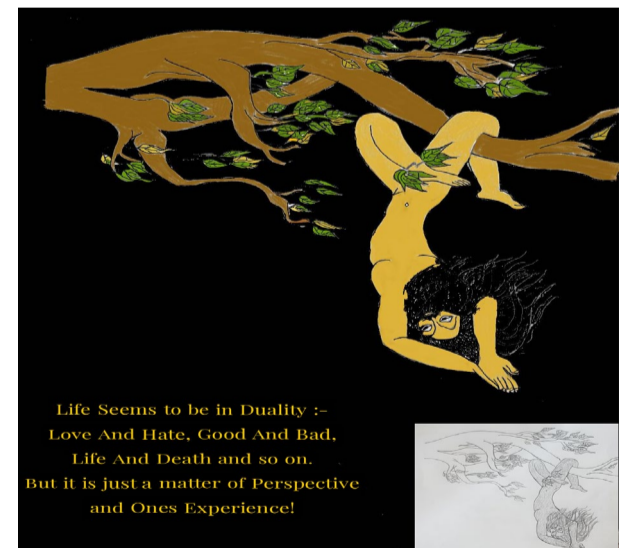 Life Seems to be in Duality :-
Love And Hate, Good And Bad,
Life And Death and so on.
But it is just a matter of Perspective
and Ones Experience!